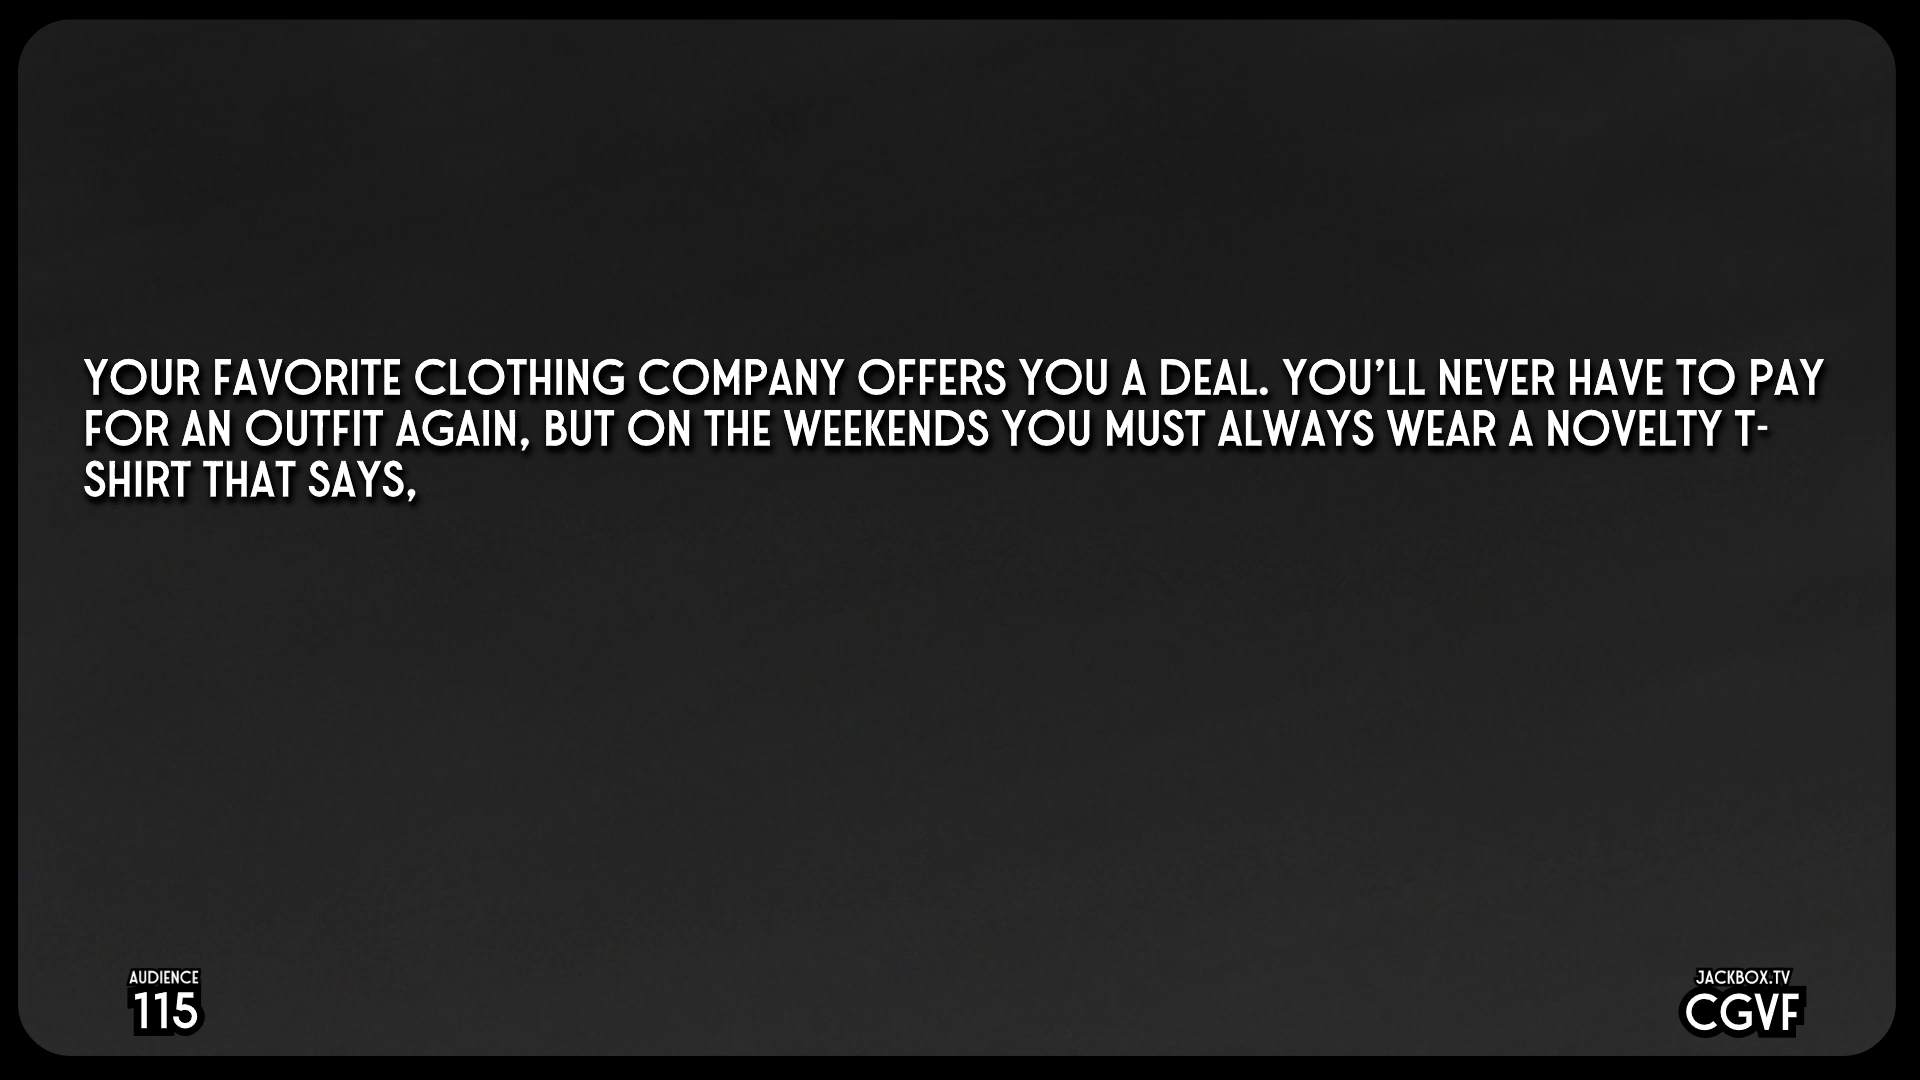 YOUR FAVORITE CLOTHING COMPANY OFFERS YOU A DEAL. YOU’LL NEVER HAVE TO PAY
FOR AN OUTFIT AGAIN, BUT ON THE WEEKENDS YOU MUST ALWAYS WEAR A NOVELTY T-
SHIRT THAT SAYS,
AUDIENCE
115
JACKBOX.TV
CGVF